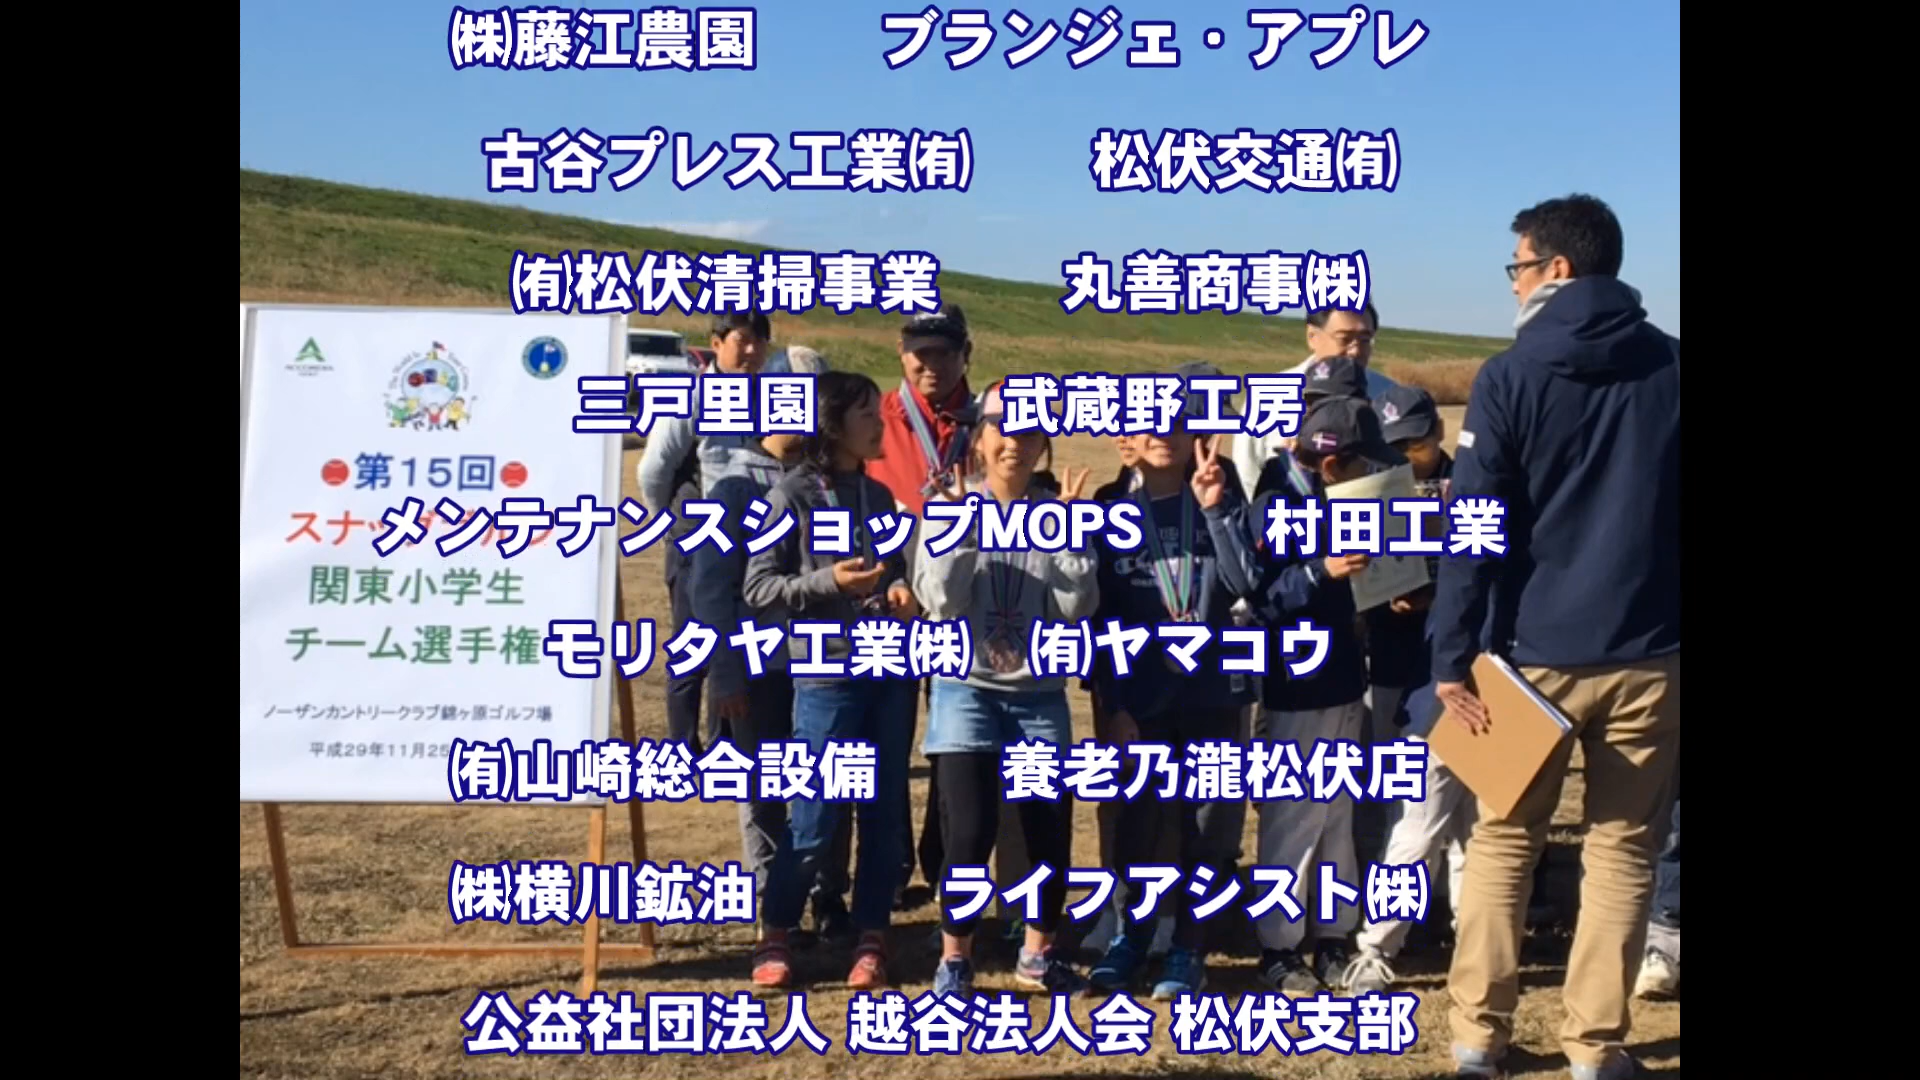 ㈱藤江農園 ブランジェ・アプレ
古谷プレス工業㈲ 松伏交通㈲
㈲松伏清掃事業 丸善商事㈱
三戸里園 武蔵野工房
メンテナンスショップMOPS 村田工業
モリタヤ工業㈱ ㈲ヤマコウ
㈲山崎総合設備 養老乃瀧松伏店
㈱横川鉱油 ライフアシスト㈱
公益社団法人 越谷法人会 松伏支部
第15回
スナッグ
関東小学生
チーム選手権
ノーザンカントリークラブ錦ヶ原ゴルフ場
平成29年11月25